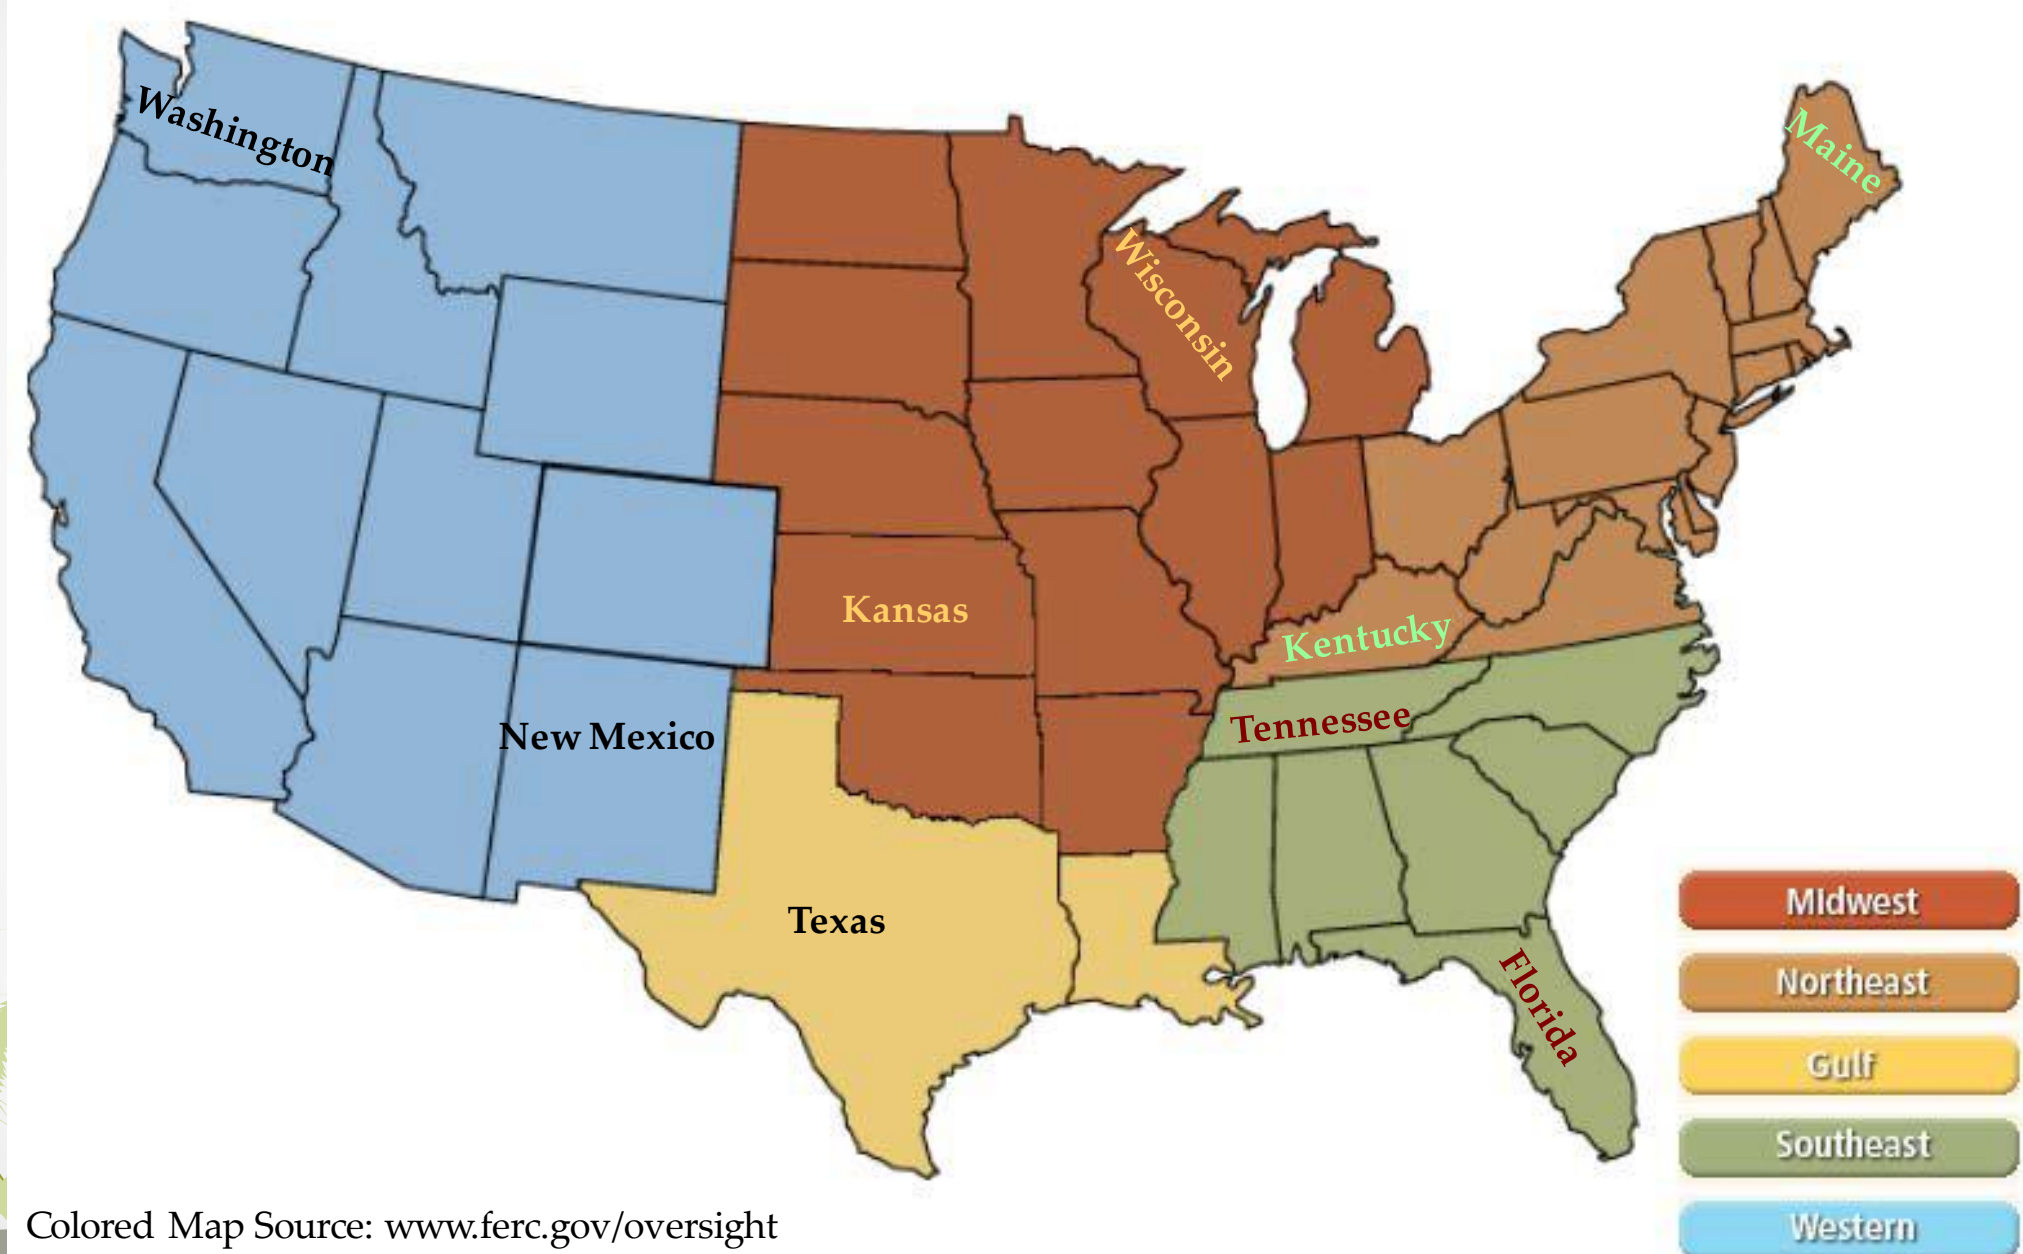 Washington
Maine
Wisconsin
Kansas
Kentucky
Tennessee
New Mexico
Texas
Florida
MIdwest
Northeast
Gulf
Southeast
Western
Colored Map Source: www.ferc.gov/oversight